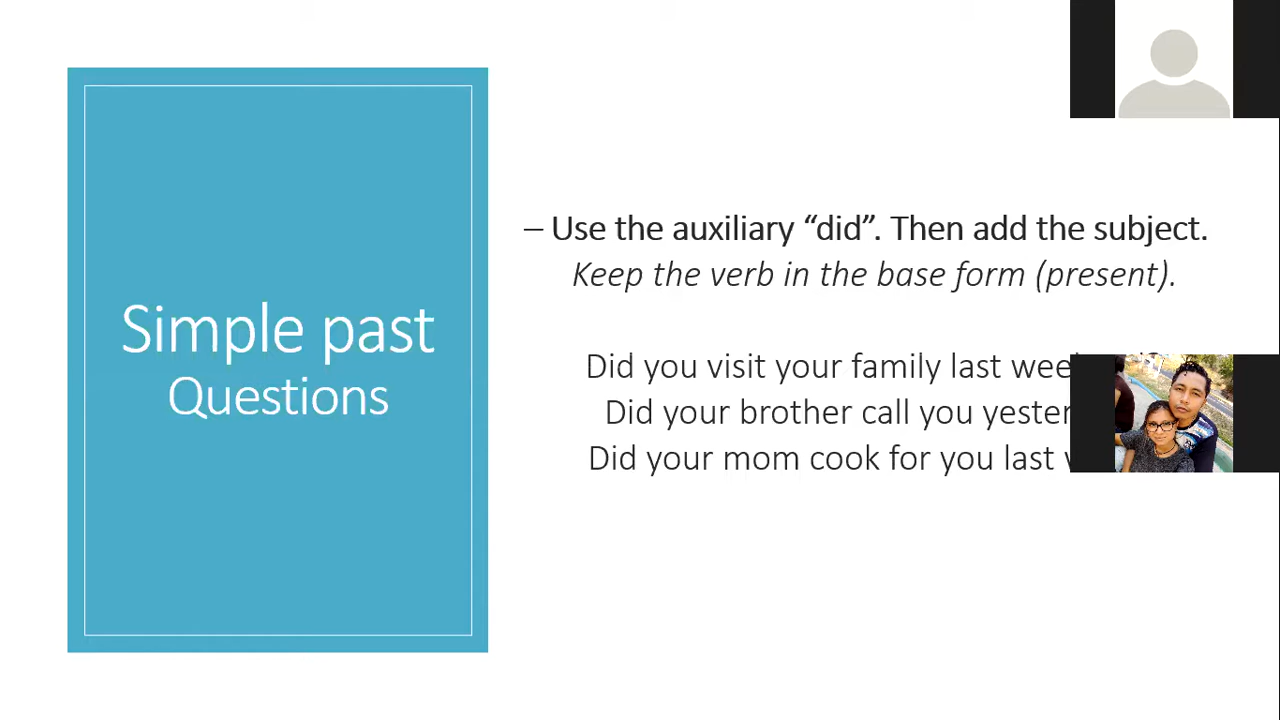 Simple past
Questions
– Use the auxiliary “did”. Then add the subject.
Keep the verb in the base form (present).
Did you visit your family last
Did your brother call you
Did your mom cook for you last